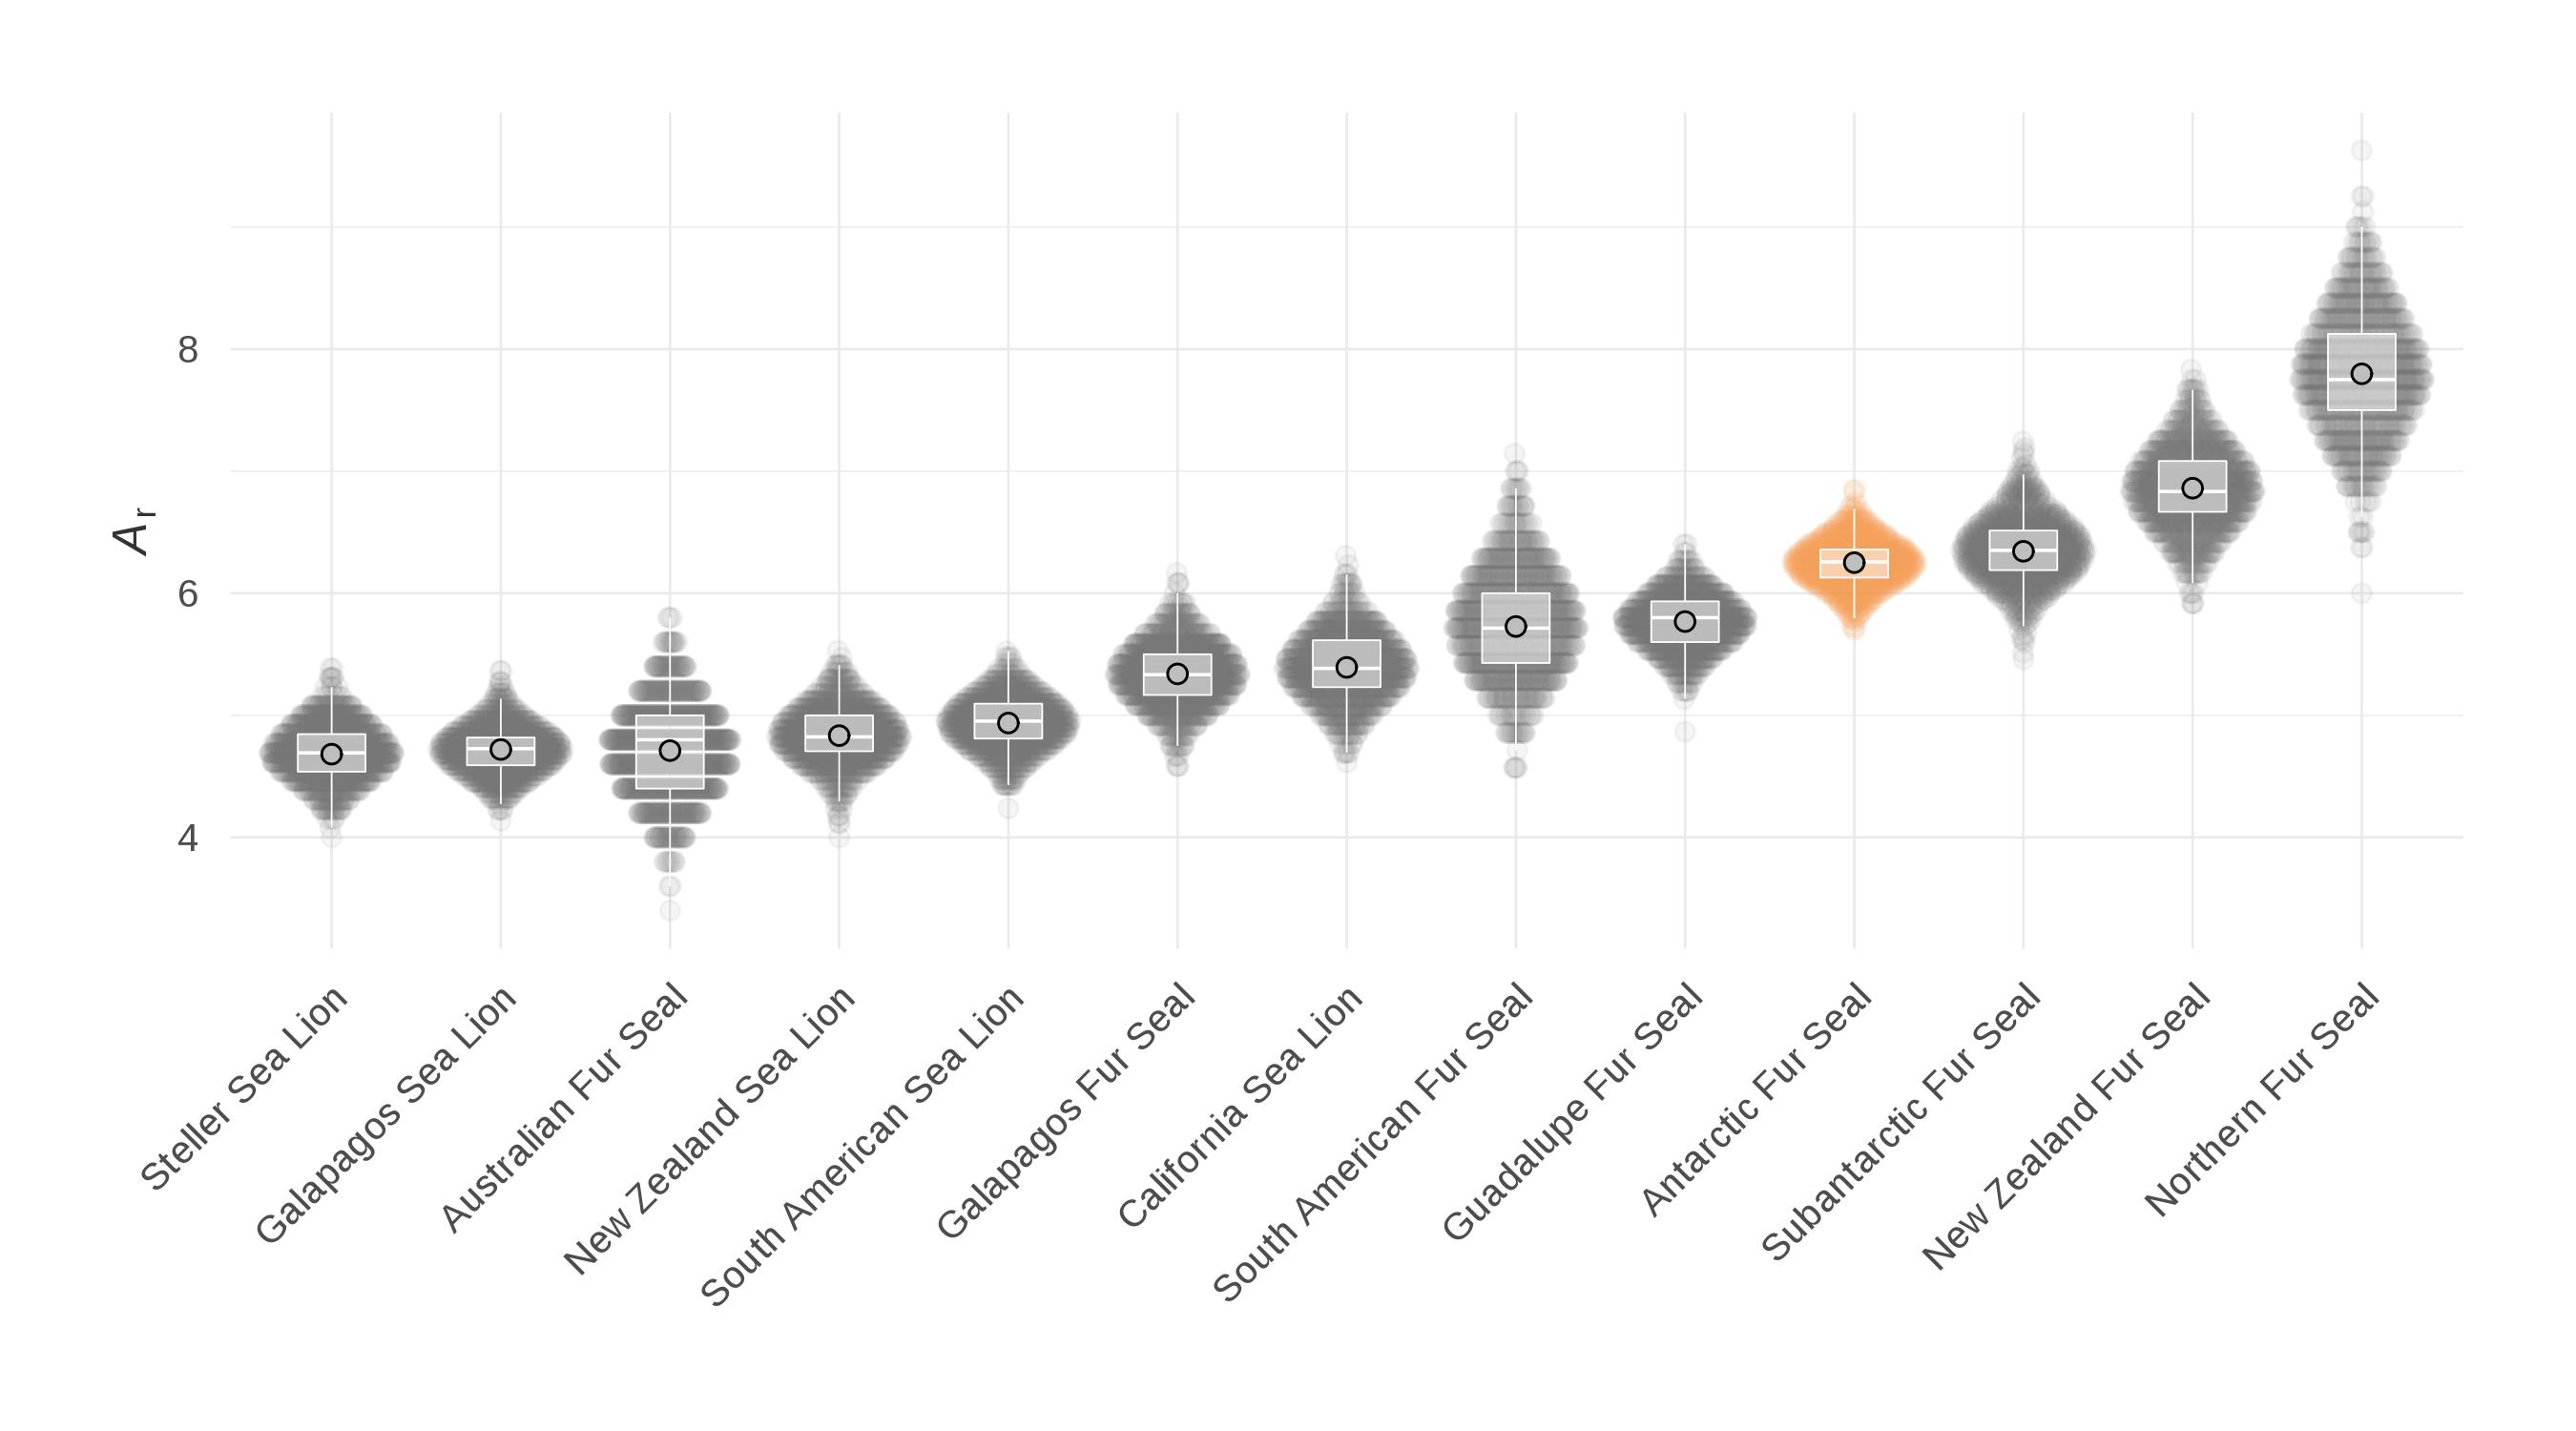 8
6
4
Ar
Steller Sea Lion
Galapagos Sea Lion
Australian Fur Seal
New Zealand Sea Lion
South American Sea Lion
Galapagos Fur Seal
California Sea Lion
South American Fur Seal
Guadalupe Fur Seal
Antarctic Fur Seal
Subantarctic Fur Seal
New Zealand Fur Seal
Northern Fur Seal